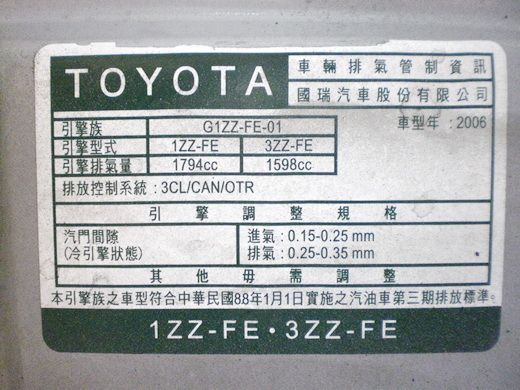 TOYOTA
車輛排氣管制資訊
國瑞汽車股份有限公司
引擎族 G1ZZ-FE-01 車型年:2006
引擎型式 1ZZ-FE 3ZZ-FE
引擎排氣量 1794cc 1598cc
排放控制系統:3CL/CAN/OTR
引擎調整規格
汽門間隙 進氣:0.15-0.25 mm
(冷引擎狀態) 排氣:0.25-0.35 mm
其他毋需調整
本引擎族之車型符合中華民國88年1月1日實施之汽油車第三期排放標準。
1ZZ-FE·3ZZ-FE